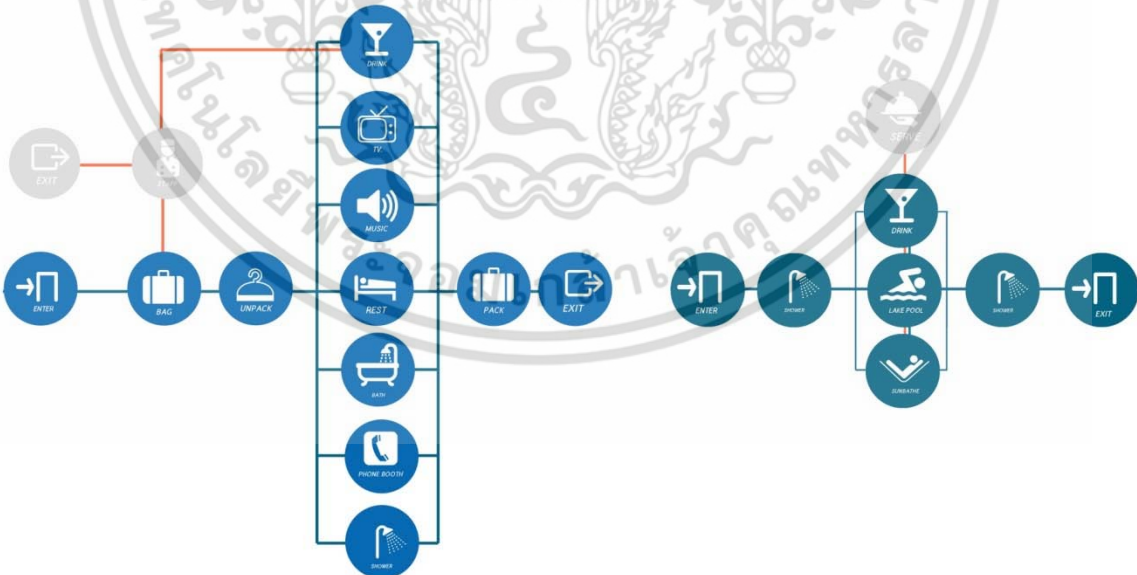 DRINK
TV.
MUSIC
EXIT
ENTER
BAG
UNPACK
REST
PACK
EXIT
BATH
PHONE BOOTH
SHOWER
SERVE
DRINK
ENTER
SHOWER
LAKE POOL
SHOWER
EXIT
SUNBATHE